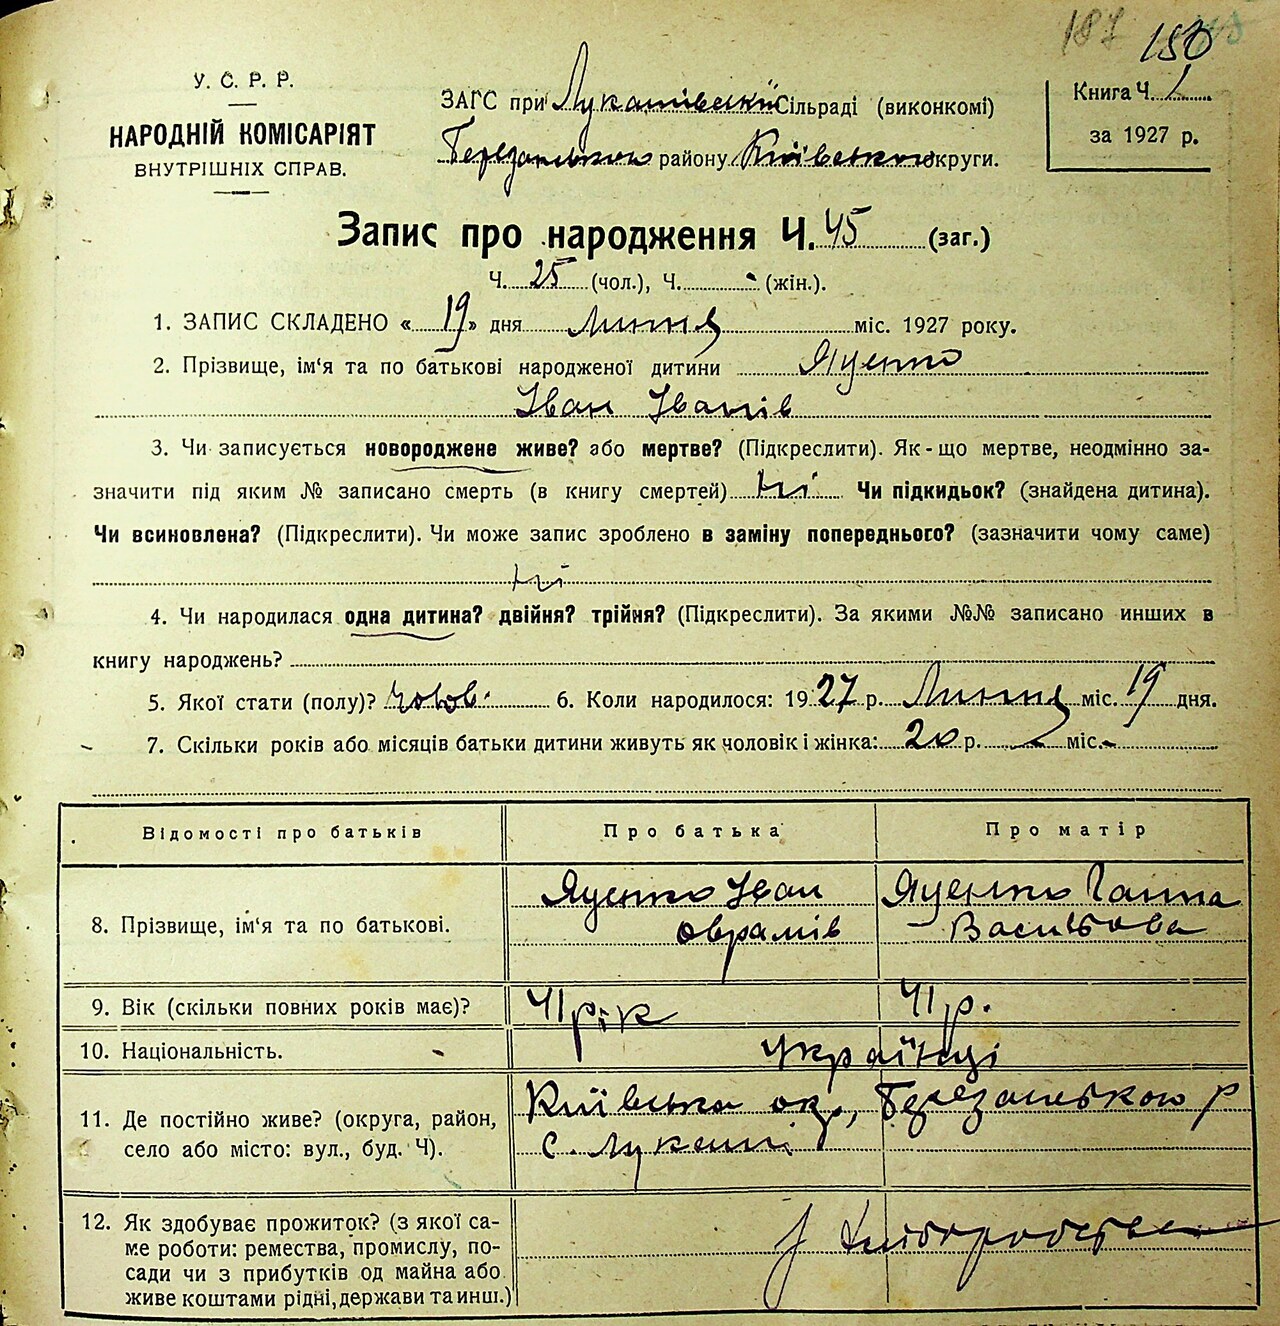 187
150
У. С. Р. Р.
НАРОДНІЙ КОМІСАРІЯТ
ВНУТРІШНІХ СПРАВ.
ЗАГС при Лукашівській Сільраді (виконкомі)
Березанського району Київської округи.
Книга Ч. 1
за 1927 р.
Запис про народження Ч. 45 (заг.)
Ч. 25 (чол.), Ч. - (жін.).
1. ЗАПИС СКЛАДЕНО « 19 » дня Липня міс. 1927 року.
2. Прізвище, ім'я та по батькові народженої дитини Яценко
Іван Іванів
3. Чи записується новороджене живе? або мертве? (Підкреслити). Як-що мертве, неодмінно за-
значити під яким № записано смерть (в книгу смертей) Ні Чи підкидьок? (знайдена дитина).
Чи всиновлена? (Підкреслити). Чи може запис зроблено в заміну попереднього? (зазначити чому саме)
Ні
4. Чи народилася одна дитина? двійня? трійня? (Підкреслити). За якими №№ записано инших в
книгу народжень?
5. Якої стати (полу)? Чолов. 6. Коли народилося: 1927 р. Липня міс. 19 дня.
7. Скільки років або місяців батьки дитини живуть як чоловік і жінка: 20 р. - міс. -
Відомості про батьків Про батька Про матір
8. Прізвище, ім'я та по батькові. Яценко Іван Оврамів Яценко Ганна Василівна
9. Вік (скільки повних років має)? 41 рік 41 р.
10. Національність. Українці
11. Де постійно живе? (округа, район, Київська окр., Березанського р
село або місто: вул., буд. Ч). с. Лукаші
12. Як здобуває прожиток? (з якої са-
ме роботи: ремества, промислу, по-
сади чи з прибутків од майна або
живе коштами рідні, держави та инш.) З хліборобства